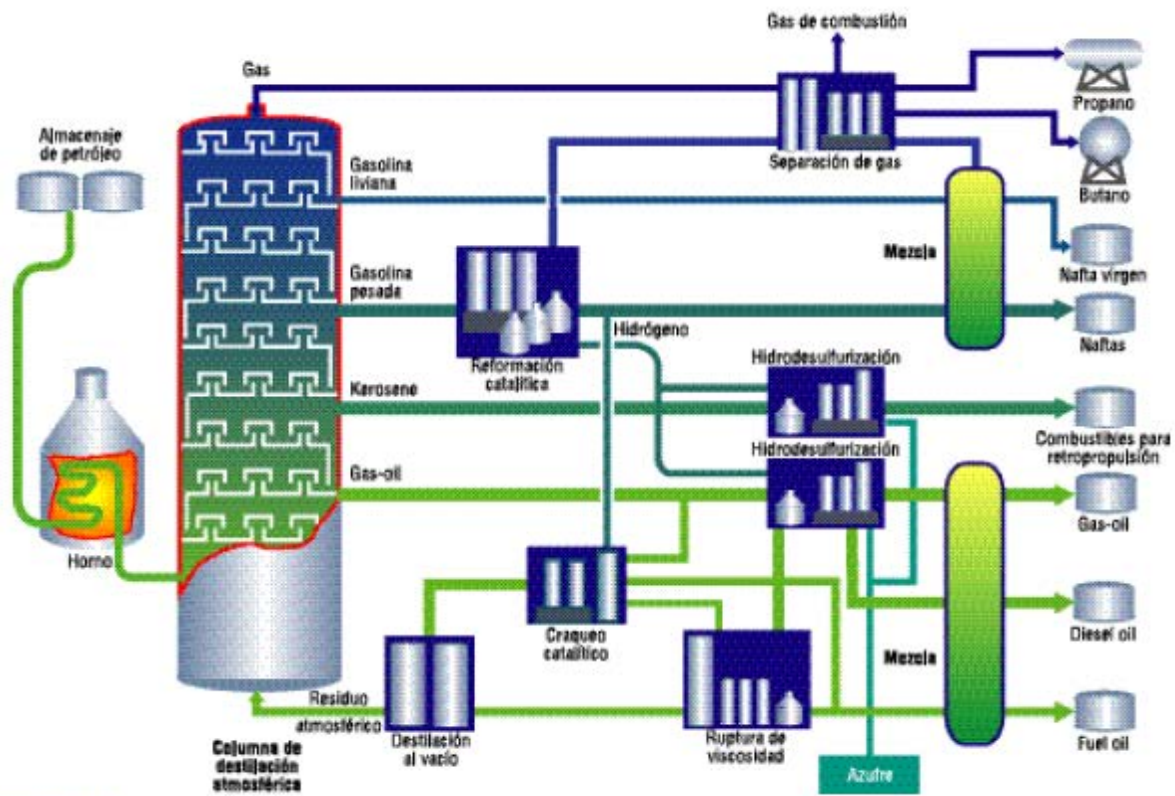 Gas de combustión
Gas
Propano
Almacenaje
de petróleo
Gasolina
liviana
Separación de gas
Butano
Mezcla
Nafta virgen
Gasolina
pesada
Hidrógeno
Naftas
Reformación
catalítica
Hidrodesulfurización
Kerosene
Combustibles para
retropropulsión
Hidrodesulfurización
Gas-oil
Gas-oil
Horno
Craqueo
catalítico
Diesel oil
Mezcla
Residuo
atmosférico
Destilación
al vacío
Ruptura de
viscosidad
Fuel oil
Columna de
destilación
atmosférica
Azufre